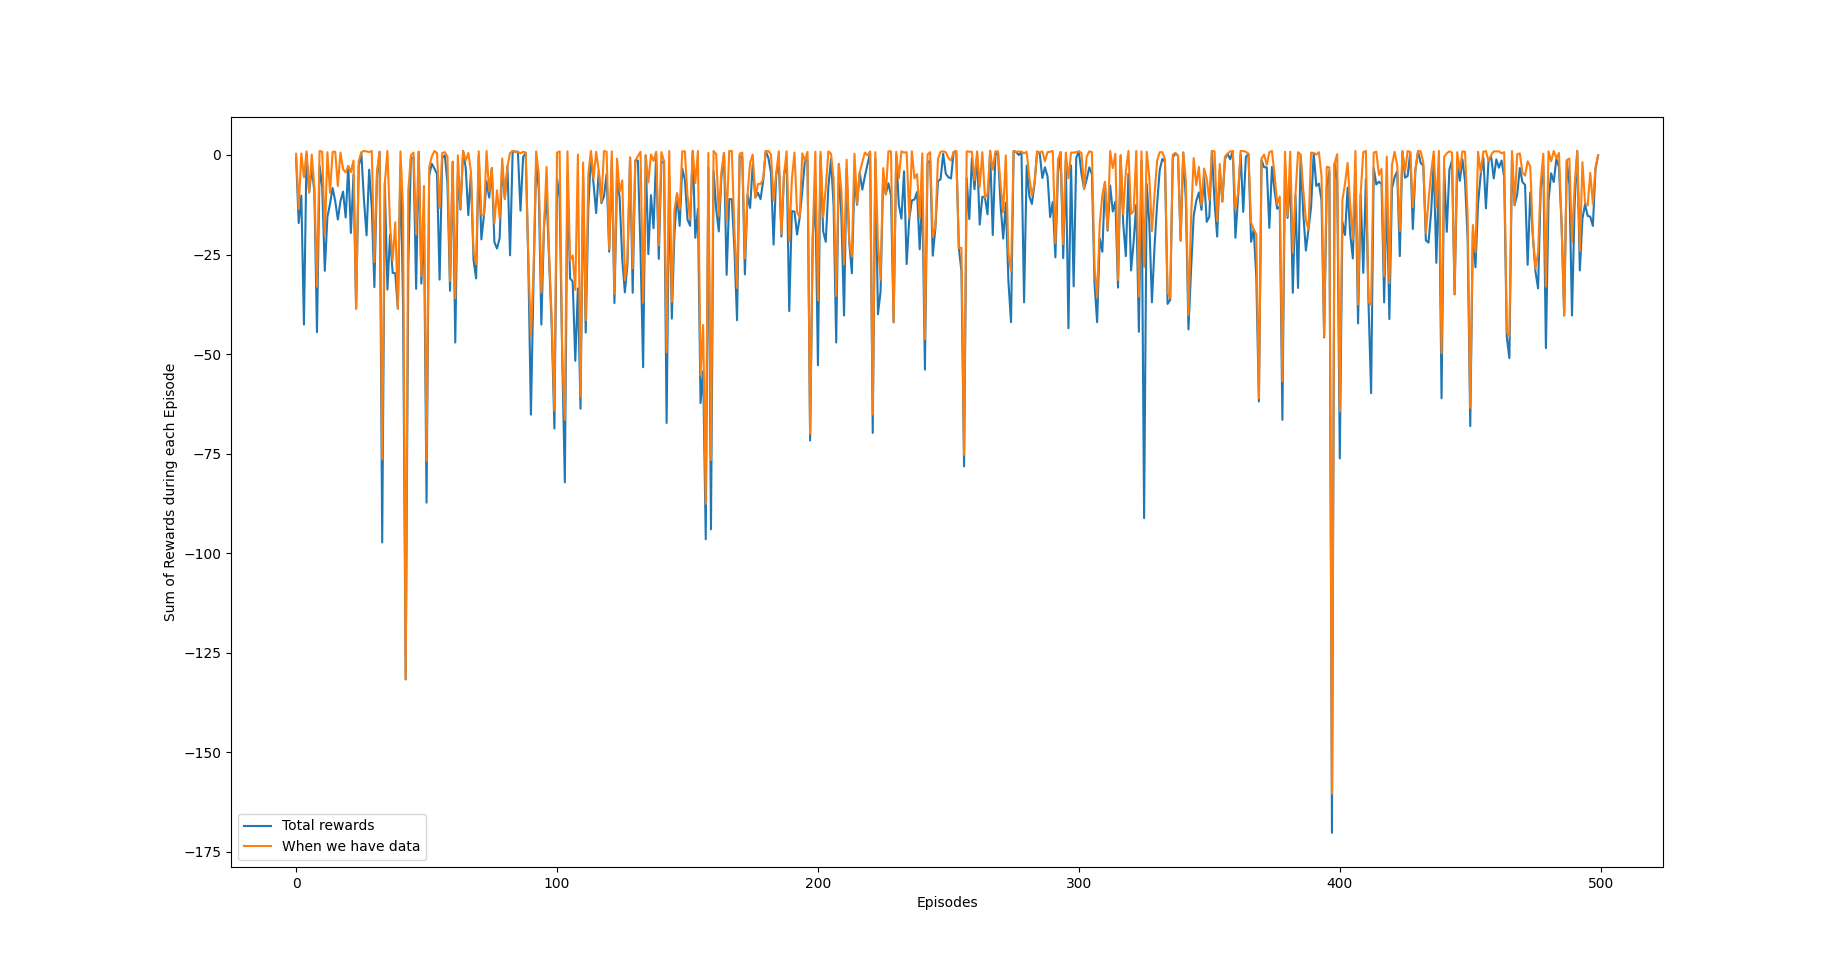 0
−25
−50
−75
−100
−125
−150
−175
Sum of Rewards during each Episode
Total rewards
When we have data
0 100 200 300 400 500
Episodes